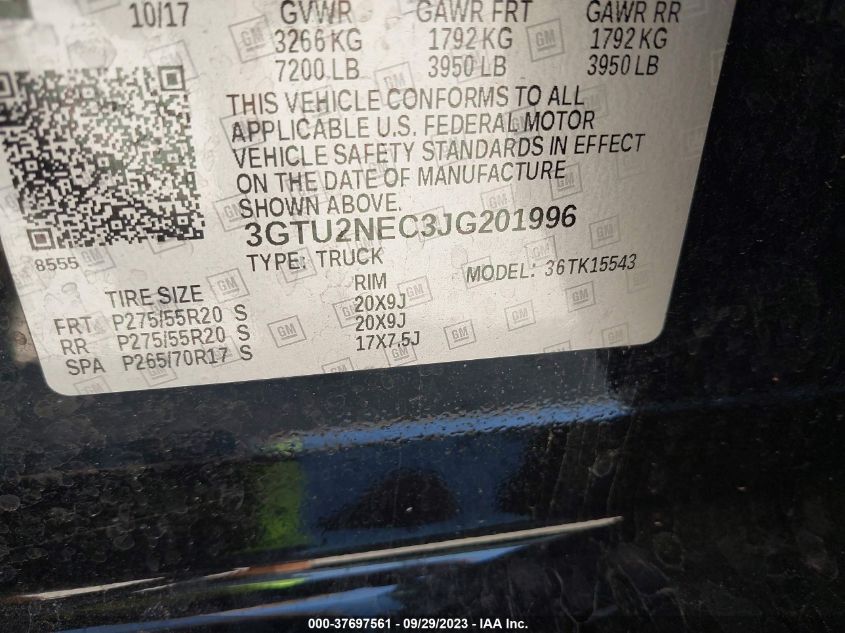 10/17 GVWR GAWR FRT GAWR RR
3266 KG 1792 KG 1792 KG
7200 LB 3950 LB 3950 LB
THIS VEHICLE CONFORMS TO ALL
APPLICABLE U.S. FEDERAL MOTOR
VEHICLE SAFETY STANDARDS IN EFFECT
ON THE DATE OF MANUFACTURE
SHOWN ABOVE.
3GTU2NEC3JG201996
8555 TYPE: TRUCK MODEL: 36TK15543
TIRE SIZE RIM
FRT P275/55R20 S 20X9J
RR P275/55R20 S 20X9J
SPA P265/70R17 S 17X7.5J
000-37697561 - 09/29/2023 - IAA Inc.